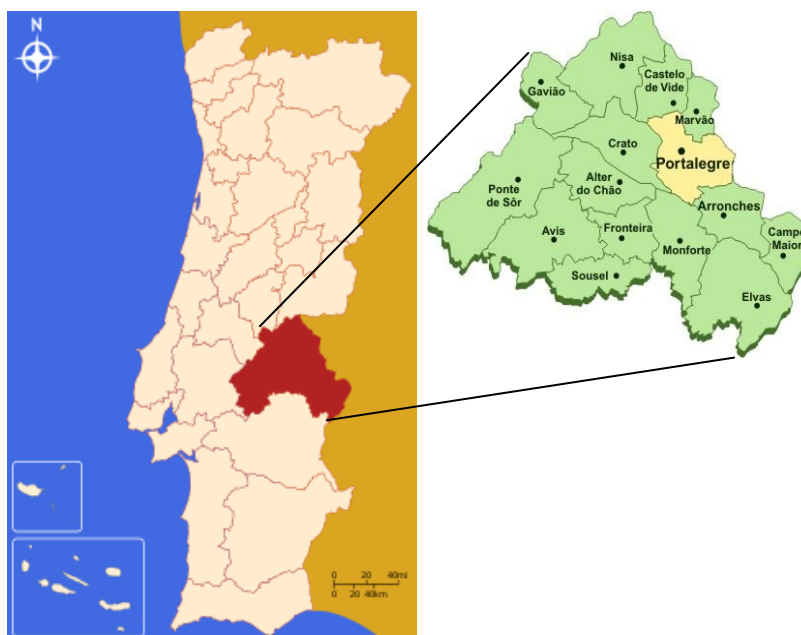 N
0 20 40mi
0 20 40km
Nisa
Gavião
Castelo
de Vide
Marvão
Crato
Portalegre
Ponte
de Sôr
Alter
do Chão
Arronches
Avis
Fronteira
Monforte
Campo
Maior
Sousel
Elvas